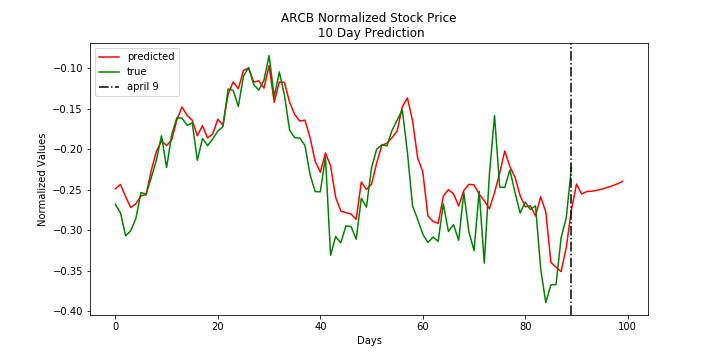 ARCB Normalized Stock Price
10 Day Prediction
predicted
true
april 9
Normalized Values
−0.10
−0.15
−0.20
−0.25
−0.30
−0.35
−0.40
0 20 40 60 80 100
Days